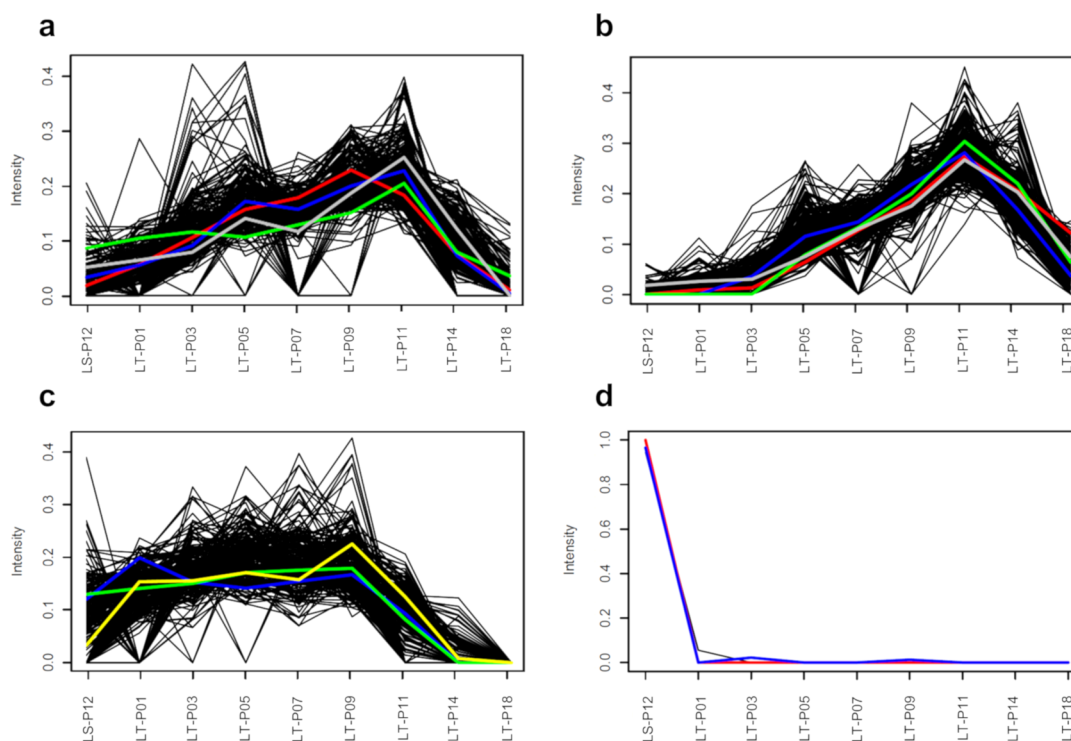 a
Intensity
0.4
0.3
0.2
0.1
0.0
LS-P12
LT-P01
LT-P03
LT-P05
LT-P07
LT-P09
LT-P11
LT-P14
LT-P18
b
Intensity
0.4
0.3
0.2
0.1
0.0
LS-P12
LT-P01
LT-P03
LT-P05
LT-P07
LT-P09
LT-P11
LT-P14
LT-P18
c
Intensity
0.4
0.3
0.2
0.1
0.0
LS-P12
LT-P01
LT-P03
LT-P05
LT-P07
LT-P09
LT-P11
LT-P14
LT-P18
d
Intensity
1.0
0.8
0.6
0.4
0.2
0.0
LS-P12
LT-P01
LT-P03
LT-P05
LT-P07
LT-P09
LT-P11
LT-P14
LT-P18